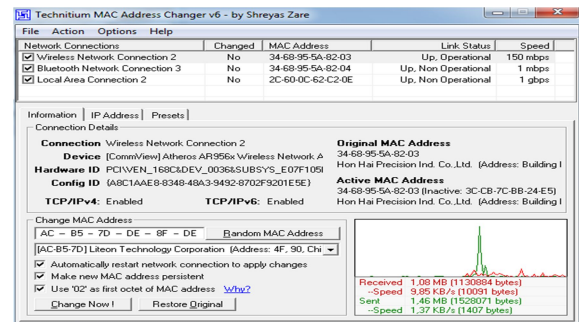 Technitium MAC Address Changer v6 - by Shreyas Zare
File Action Options Help
Network Connections Changed MAC Address Link Status Speed
Wireless Network Connection 2 No 34-68-95-5A-82-03 Up, Operational 150 mbps
Bluetooth Network Connection 3 No 34-68-95-5A-82-04 Up, Non Operational 1 mbps
Local Area Connection 2 No 2C-60-0C-62-C2-0E Up, Non Operational 1 gbps
Information IP Address Presets
Connection Details
Connection Wireless Network Connection 2
Device [CommView] Atheros AR956x Wireless Network A
Hardware ID PCI\VEN_168C&DEV_0036&SUBSYS_E07F105I
Config ID {A8C1AAE8-8348-48A3-9492-8702F9201E5E}
TCP/IPv4: Enabled TCP/IPv6: Enabled
Original MAC Address
34-68-95-5A-82-03
Hon Hai Precision Ind. Co.,Ltd. (Address: Building I
Active MAC Address
34-68-95-5A-82-03 [Inactive: 3C-CB-7C-BB-24-E5]
Hon Hai Precision Ind. Co.,Ltd. (Address: Building I
Change MAC Address
AC - B5 - 7D - DE - 8F - DE Random MAC Address
[AC-B5-7D] Liteon Technology Corporation (Address: 4F, 90, Chi
Automatically restart network connection to apply changes
Make new MAC address persistent
Use '02' as first octet of MAC address Why?
Change Now ! Restore Original
Received 1,08 MB (1130884 bytes)
--Speed 9,85 KB/s (10091 bytes)
Sent 1,46 MB (1528071 bytes)
--Speed 1,37 KB/s (1407 bytes)